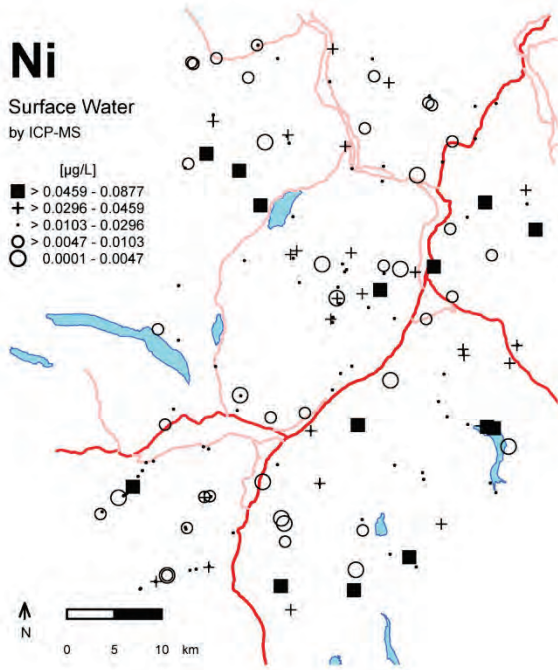 Ni
Surface Water
by ICP-MS
[µg/L]
> 0.0459 - 0.0877
> 0.0296 - 0.0459
> 0.0103 - 0.0296
> 0.0047 - 0.0103
0.0001 - 0.0047
N
0 5 10 km